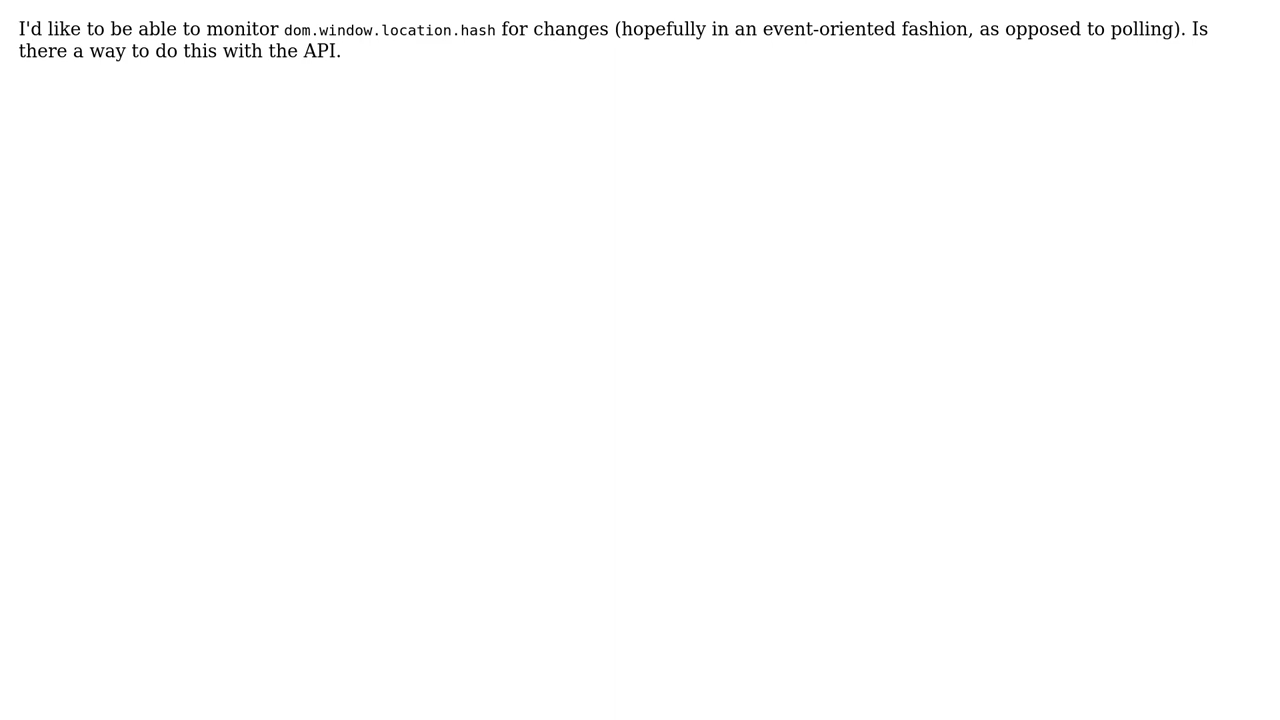 I'd like to be able to monitor dom.window.location.hash for changes (hopefully in an event-oriented fashion, as opposed to polling). Is
there a way to do this with the API.